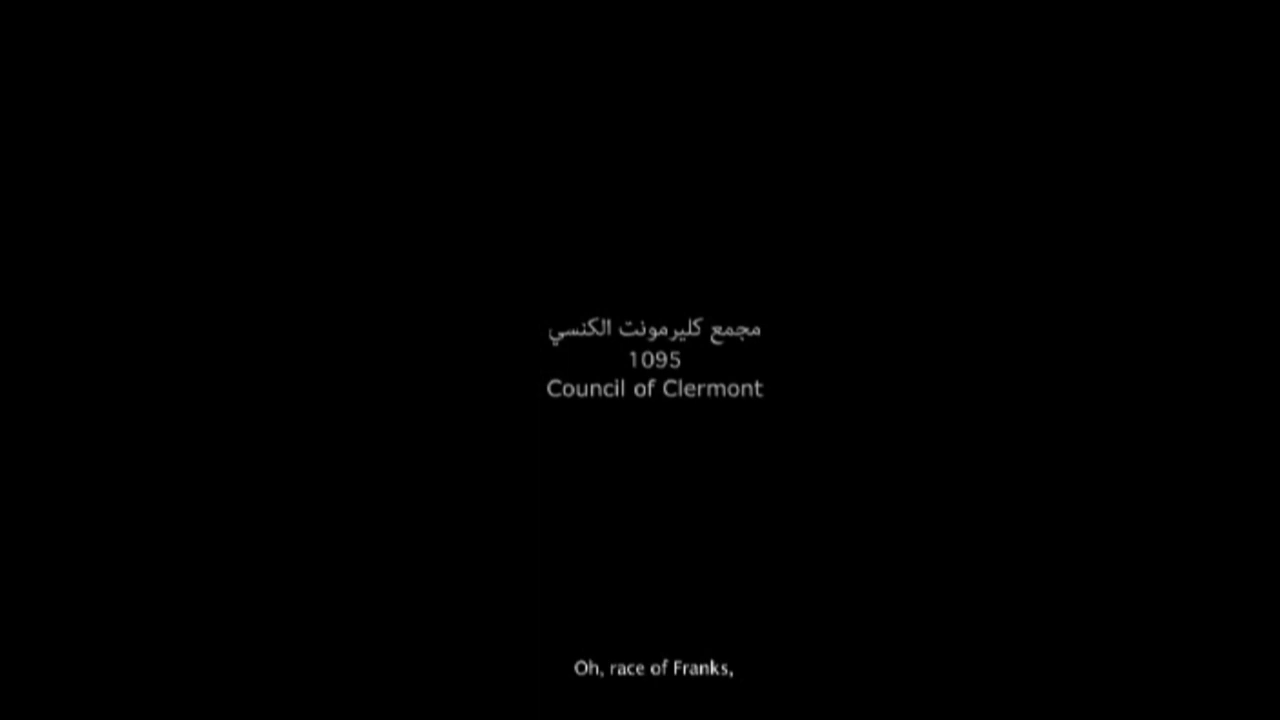 مجمع كليرمونت الكنسي
1095
Council of Clermont
Oh, race of Franks,